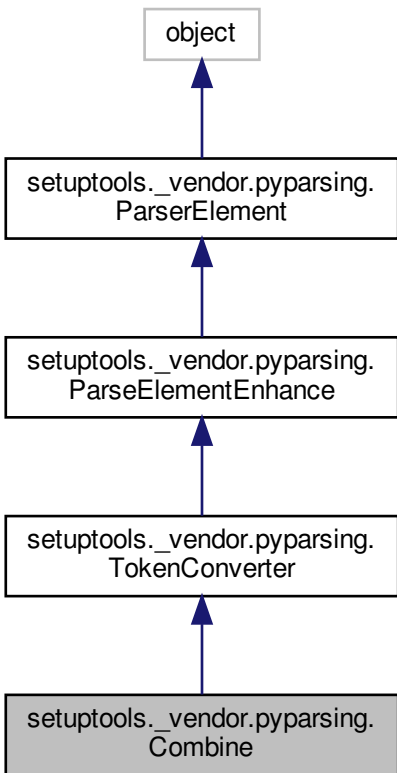 object
setuptools._vendor.pyparsing.
ParserElement
setuptools._vendor.pyparsing.
ParseElementEnhance
setuptools._vendor.pyparsing.
TokenConverter
setuptools._vendor.pyparsing.
Combine